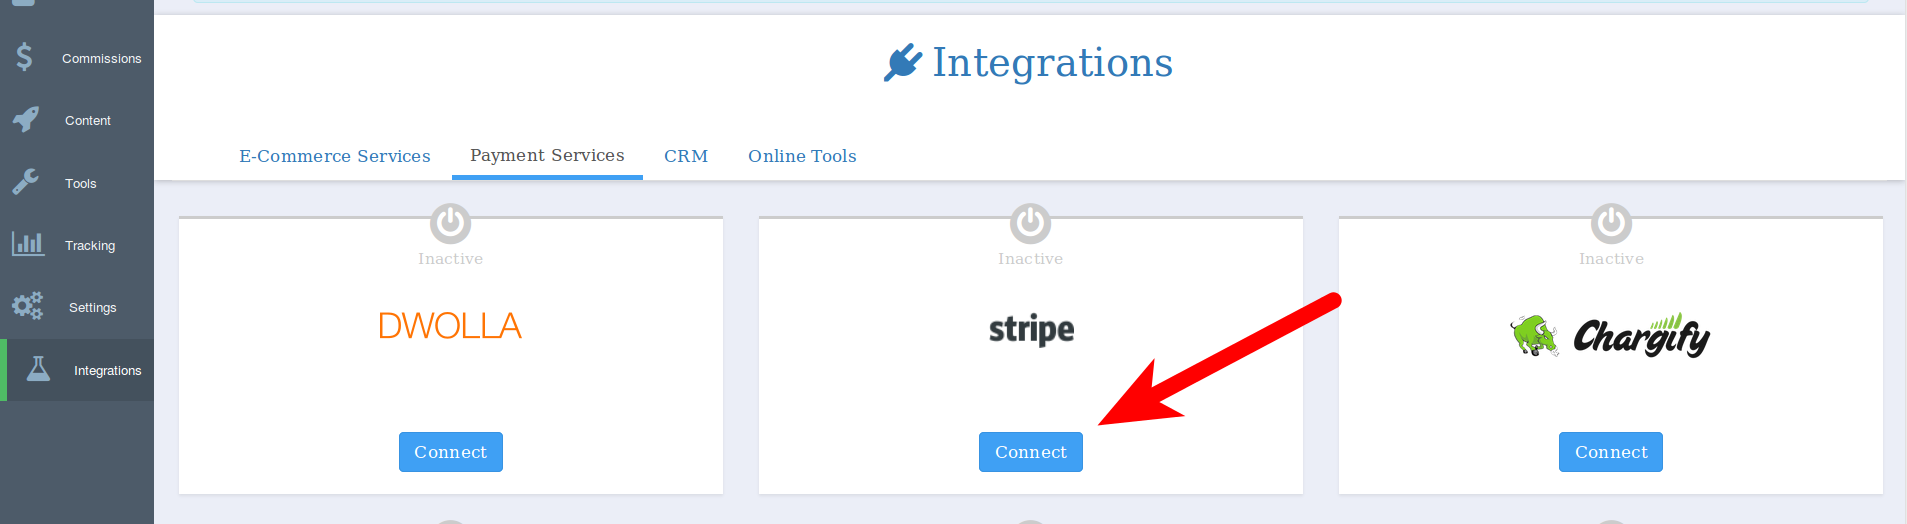 Commissions
Content
Tools
Tracking
Settings
Integrations
Integrations
E-Commerce Services Payment Services CRM Online Tools
Inactive Inactive Inactive
DWOLLA stripe Chargify
Connect Connect Connect